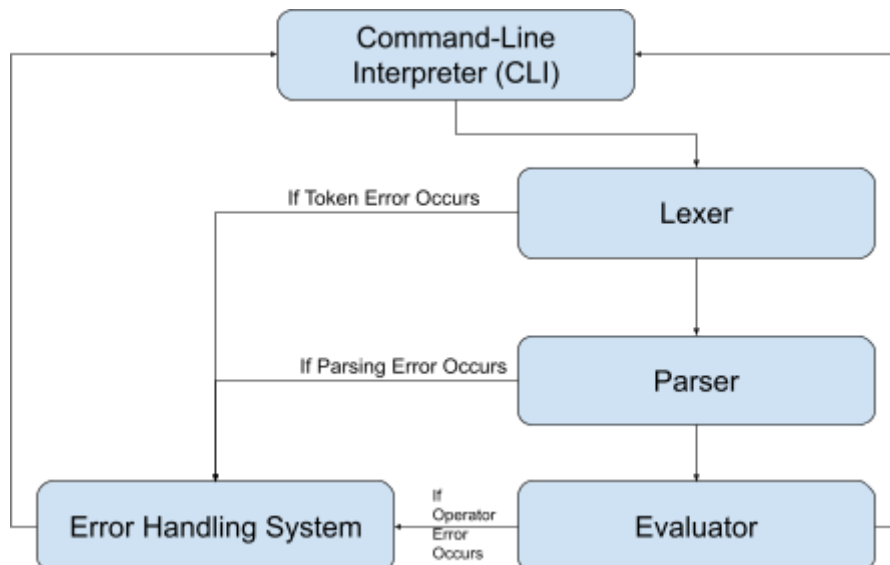 Command-Line
Interpreter (CLI)
If Token Error Occurs
Lexer
If Parsing Error Occurs
Parser
Error Handling System
If
Operator
Error
Occurs
Evaluator